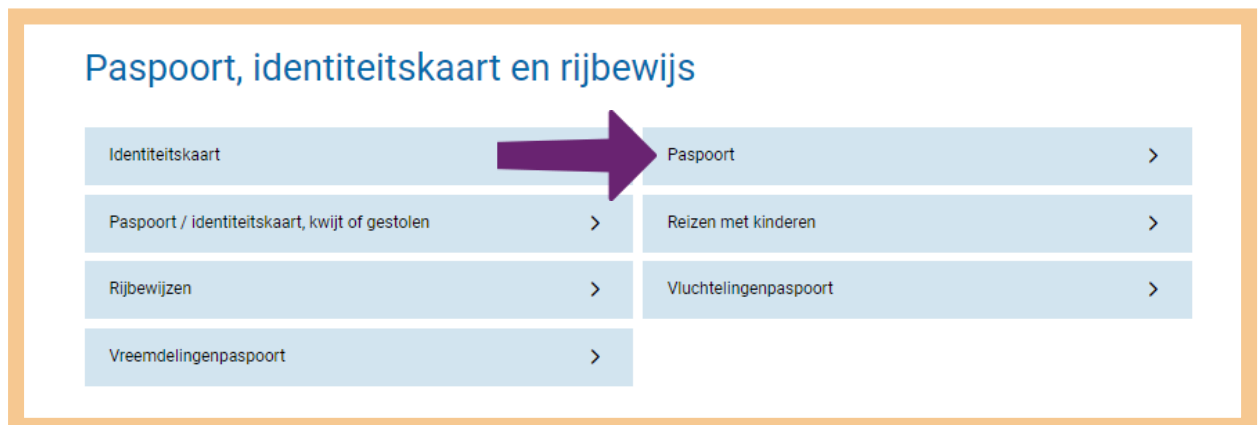 Paspoort, identiteitskaart en rijbewijs
Identiteitskaart
Paspoort
Paspoort / identiteitskaart, kwijt of gestolen
Reizen met kinderen
Rijbewijzen
Vluchtelingenpaspoort
Vreemdelingenpaspoort